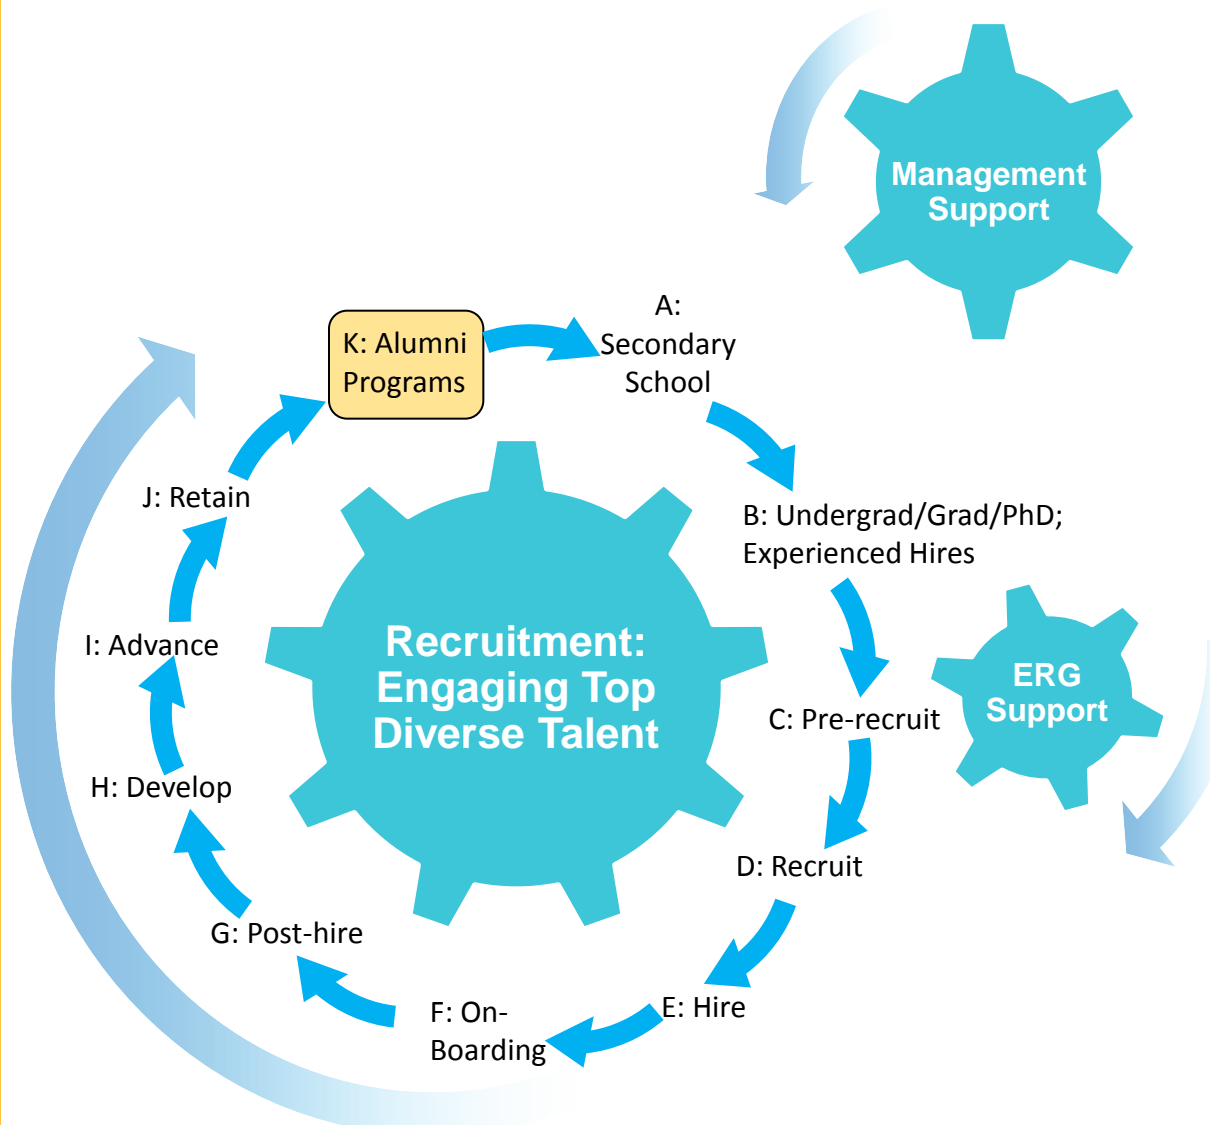 Management
Support
A:
Secondary
School
K: Alumni
Programs
J: Retain
B: Undergrad/Grad/PhD;
Experienced Hires
Recruitment:
Engaging Top
Diverse Talent
I: Advance
ERG
Support
C: Pre-recruit
H: Develop
D: Recruit
G: Post-hire
E: Hire
F: On-
Boarding